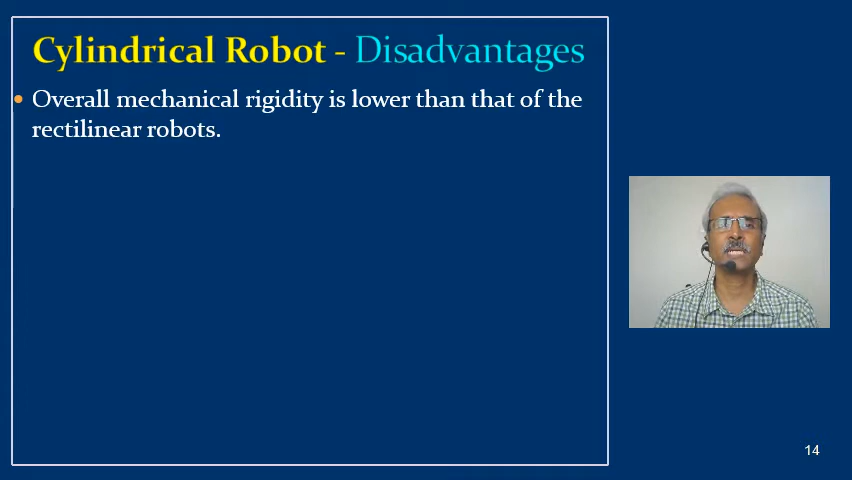 Cylindrical Robot - Disadvantages
• Overall mechanical rigidity is lower than that of the
rectilinear robots.
14